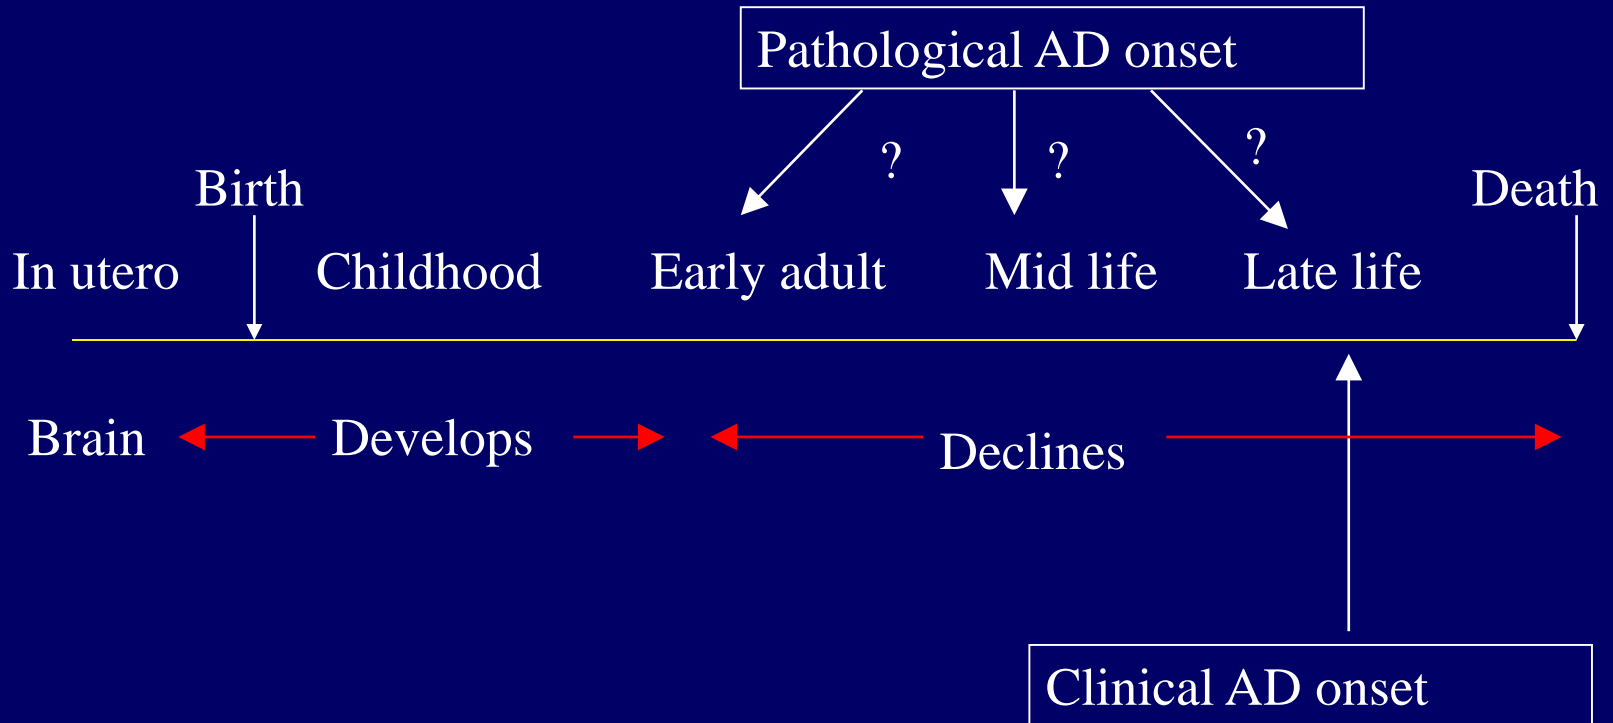 Pathological AD onset
? ? ?
Birth Death
In utero Childhood Early adult Mid life Late life
Brain Develops Declines
Clinical AD onset